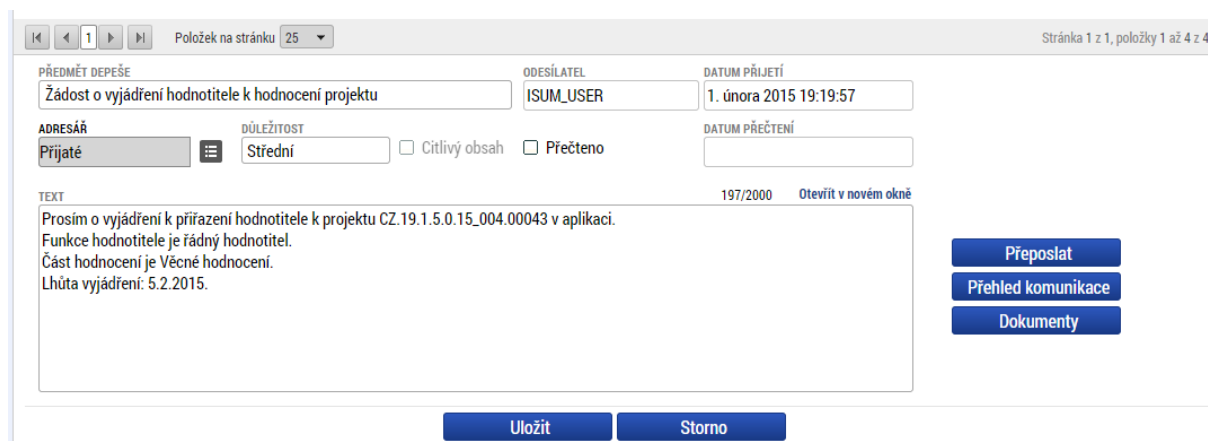 1 Položek na stránku 25 Stránka 1 z 1, položky 1 až 4 z 4
PŘEDMĚT DEPEŠE ODESÍLATEL DATUM PŘIJETÍ
Žádost o vyjádření hodnotitele k hodnocení projektu ISUM_USER 1. února 2015 19:19:57
ADRESÁŘ DŮLEŽITOST DATUM PŘEČTENÍ
Přijaté Střední Citlivý obsah Přečteno
TEXT 197/2000 Otevřít v novém okně
Prosím o vyjádření k přiřazení hodnotitele k projektu CZ.19.1.5.0.15_004.00043 v aplikaci.
Funkce hodnotitele je řádný hodnotitel.
Část hodnocení je Věcné hodnocení.
Lhůta vyjádření: 5.2.2015.
Přeposlat
Přehled komunikace
Dokumenty
Uložit Storno